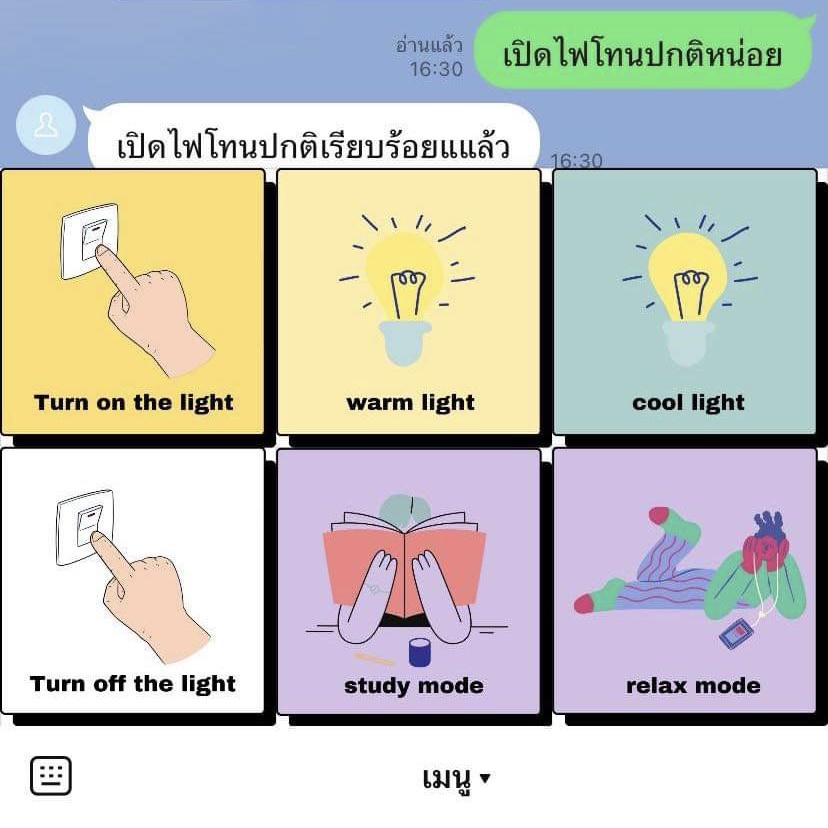 เปิดไฟโทนปกติหน่อย
อ่านแล้ว
16:30
เปิดไฟโทนปกติเรียบร้อยแแล้ว
16:30
Turn on the light
warm light
cool light
Turn off the light
study mode
relax mode
เมนู